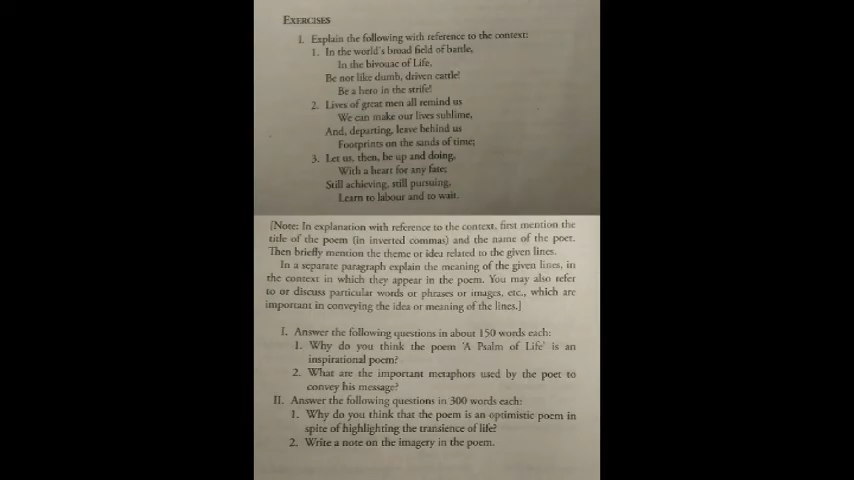 EXERCISES
I. Explain the following with reference to the context:
1. In the world's broad field of battle,
In the bivouac of Life,
Be not like dumb, driven cattle!
Be a hero in the strife!
2. Lives of great men all remind us
We can make our lives sublime,
And, departing, leave behind us
Footprints on the sands of time;
3. Let us, then, be up and doing,
With a heart for any fate;
Still achieving, still pursuing,
Learn to labour and to wait.
[Note: In explanation with reference to the context, first mention the
title of the poem (in inverted commas) and the name of the poet.
Then briefly mention the theme or idea related to the given lines.
In a separate paragraph explain the meaning of the given lines, in
the context in which they appear in the poem. You may also refer
to or discuss particular words or phrases or images, etc., which are
important in conveying the idea or meaning of the lines.]
I. Answer the following questions in about 150 words each:
1. Why do you think the poem 'A Psalm of Life' is an
inspirational poem?
2. What are the important metaphors used by the poet to
convey his message?
II. Answer the following questions in 300 words each:
1. Why do you think that the poem is an optimistic poem in
spite of highlighting the transience of life?
2. Write a note on the imagery in the poem.